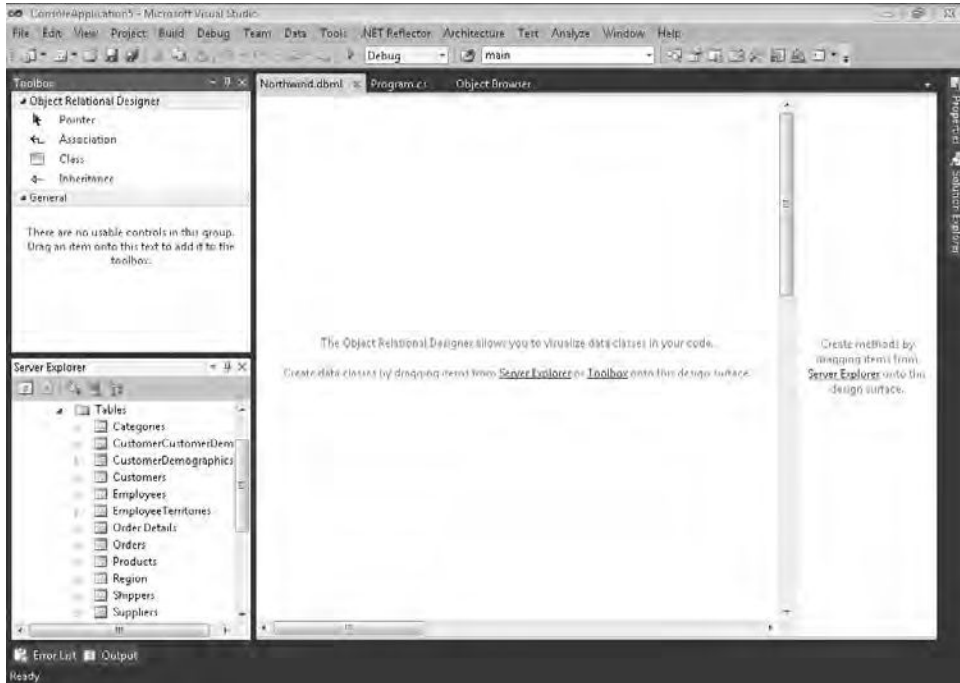 ConsoleApplication5 - Microsoft Visual Studio
File Edit View Project Build Debug Team Data Tools .NET Reflector Architecture Test Analyze Window Help
Debug main
Toolbox
Object Relational Designer
Pointer
Association
Class
Inheritance
General
There are no usable controls in this group.
Drag an item onto this text to add it to the
toolbox.
Server Explorer
Tables
Categories
CustomerCustomerDem
CustomerDemographics
Customers
Employees
EmployeeTerritories
Order Details
Orders
Products
Region
Shippers
Suppliers
Northwind.dbml Program.cs Object Browser
The Object Relational Designer allows you to visualize data classes in your code.
Create data classes by dragging items from Server Explorer or Toolbox onto this design surface.
Create methods by
dragging items from
Server Explorer onto this
design surface.
Properties
Solution Explorer
Error List Output
Ready